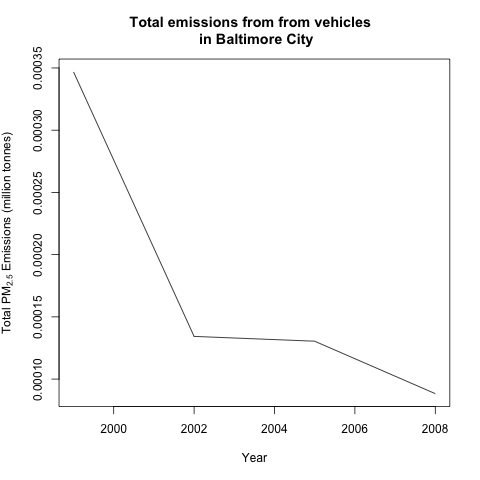 Total emissions from from vehicles
in Baltimore City
Total PM2.5 Emissions (million tonnes)
0.00035
0.00030
0.00025
0.00020
0.00015
0.00010
2000 2002 2004 2006 2008
Year